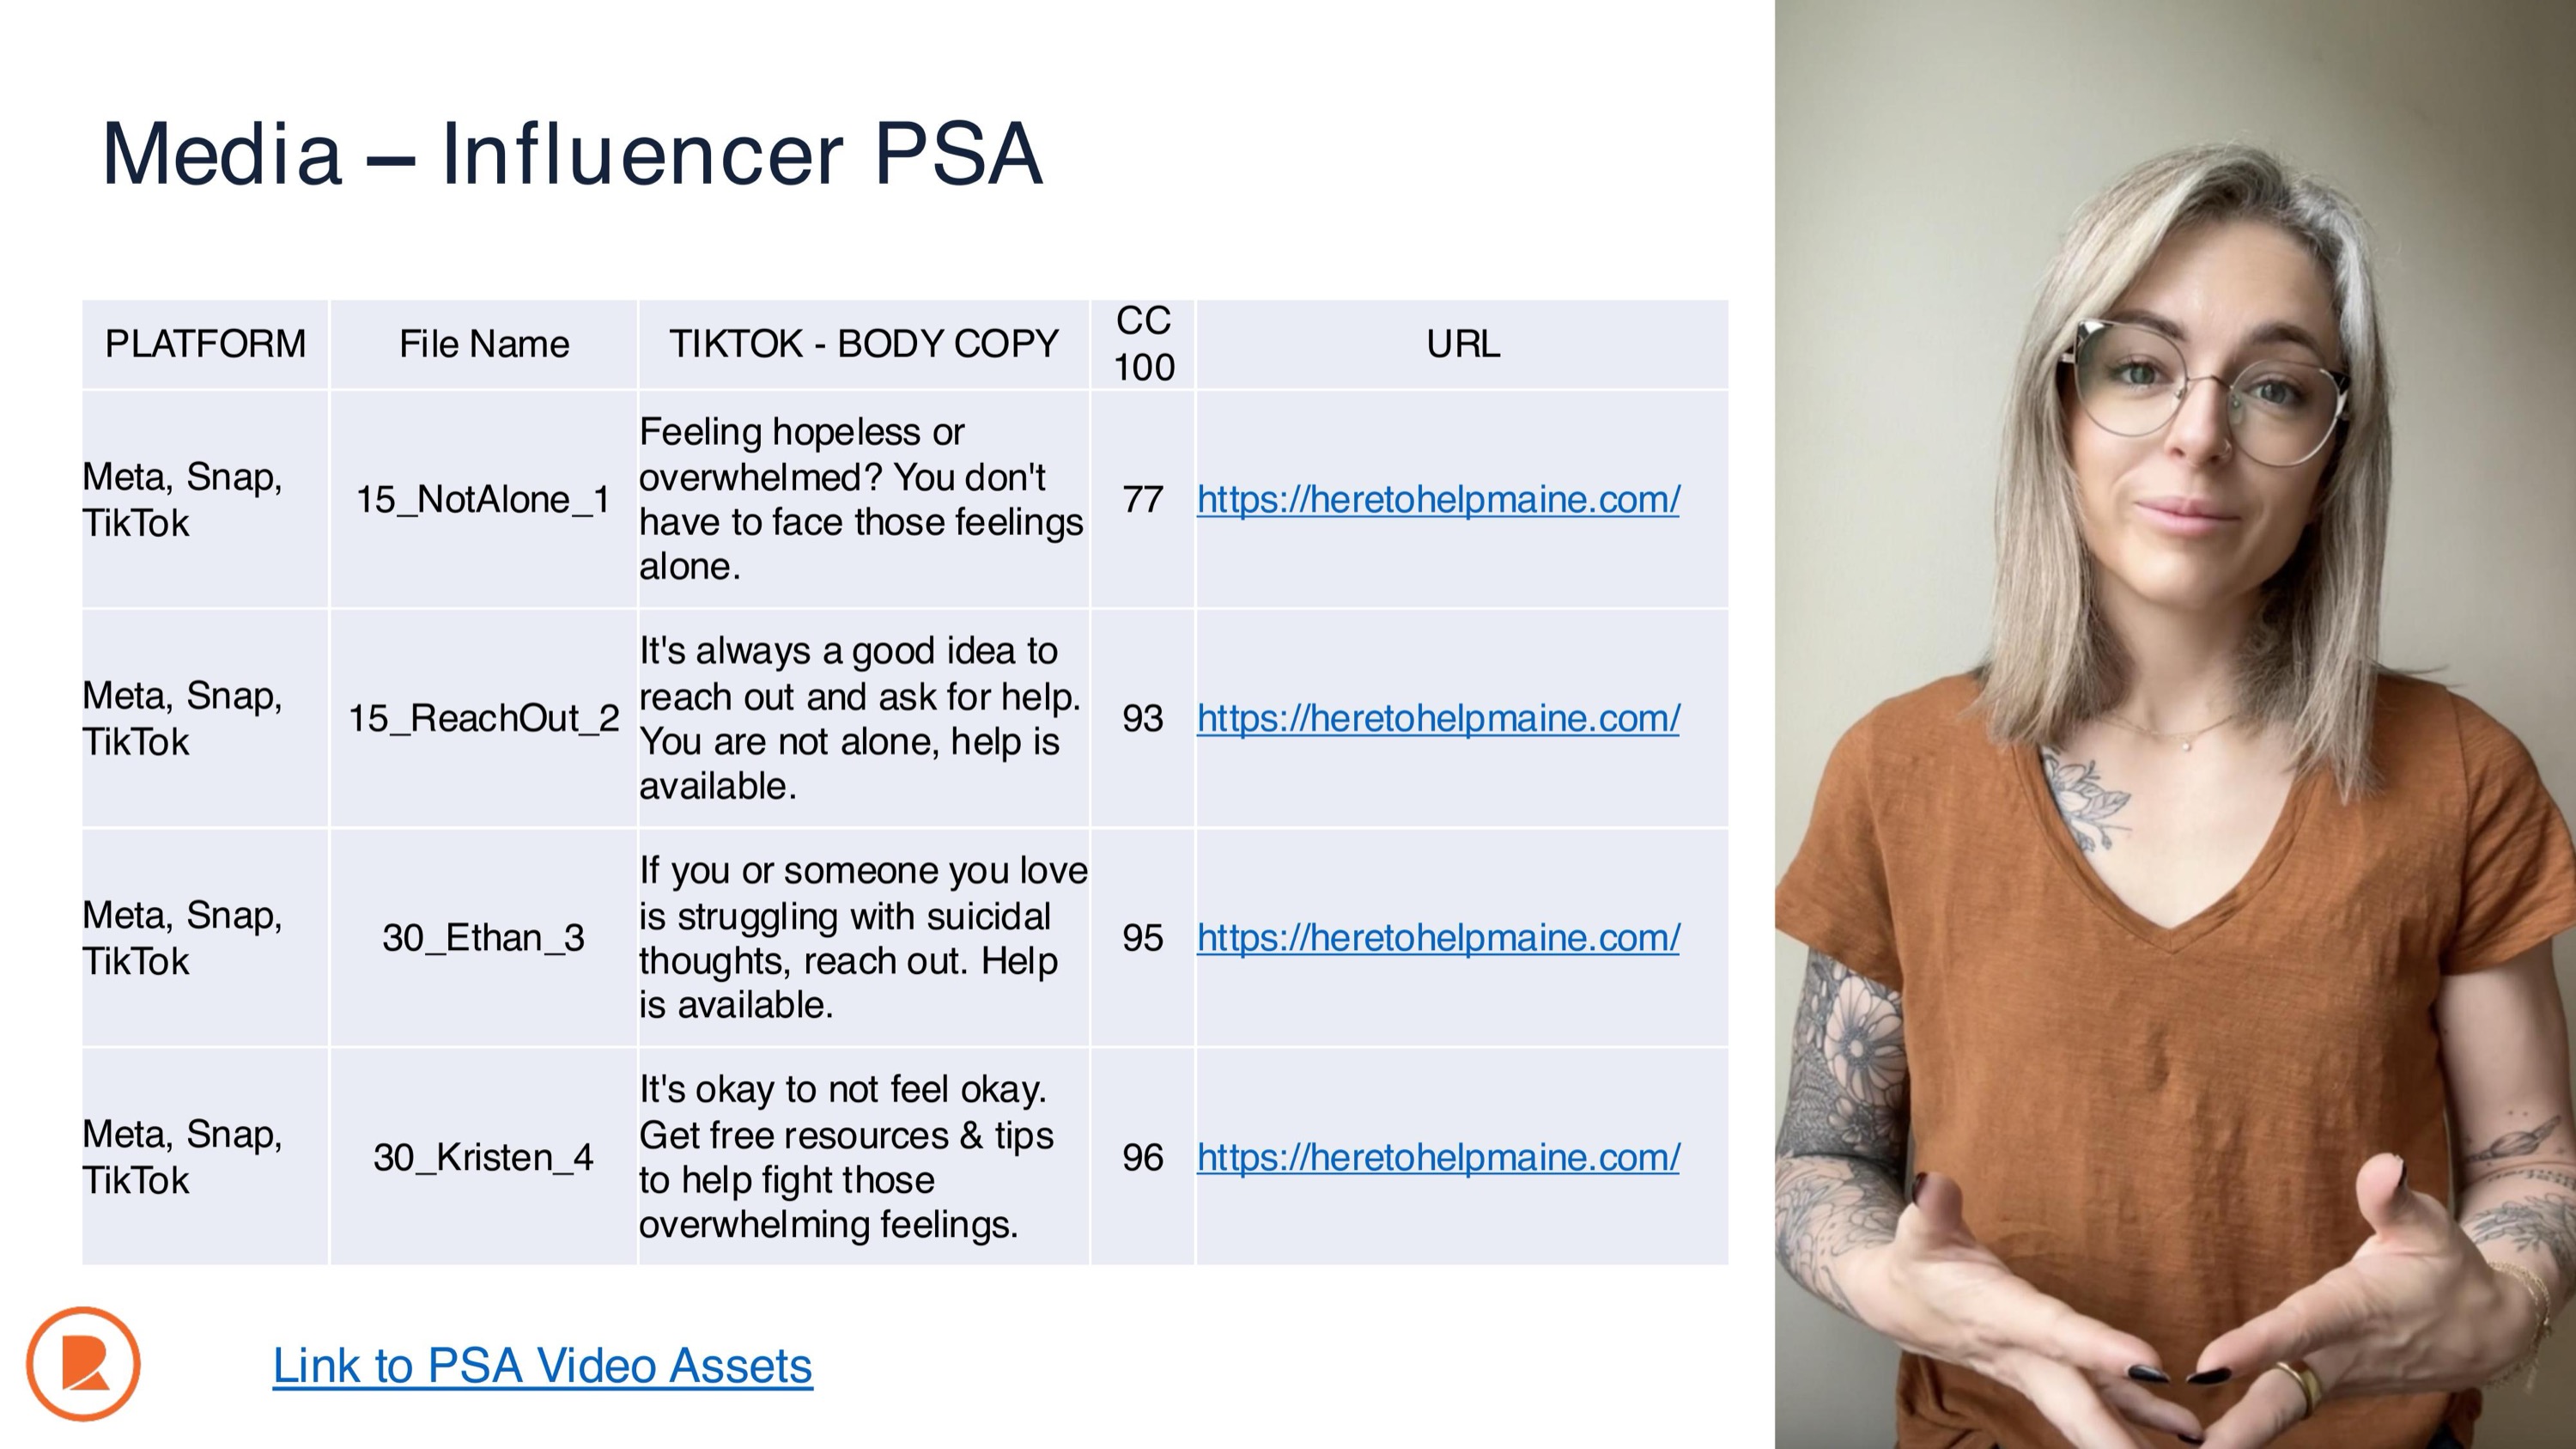 Media – Influencer PSA
PLATFORM
File Name
TIKTOK - BODY COPY
CC
100
URL
Meta, Snap,
TikTok
15_NotAlone_1
Feeling hopeless or
overwhelmed? You don't
have to face those feelings
alone.
77
https://heretohelpmaine.com/
Meta, Snap,
TikTok
15_ReachOut_2
It's always a good idea to
reach out and ask for help.
You are not alone, help is
available.
93
https://heretohelpmaine.com/
Meta, Snap,
TikTok
30_Ethan_3
If you or someone you love
is struggling with suicidal
thoughts, reach out. Help
is available.
95
https://heretohelpmaine.com/
Meta, Snap,
TikTok
30_Kristen_4
It's okay to not feel okay.
Get free resources & tips
to help fight those
overwhelming feelings.
96
https://heretohelpmaine.com/
R
Link to PSA Video Assets